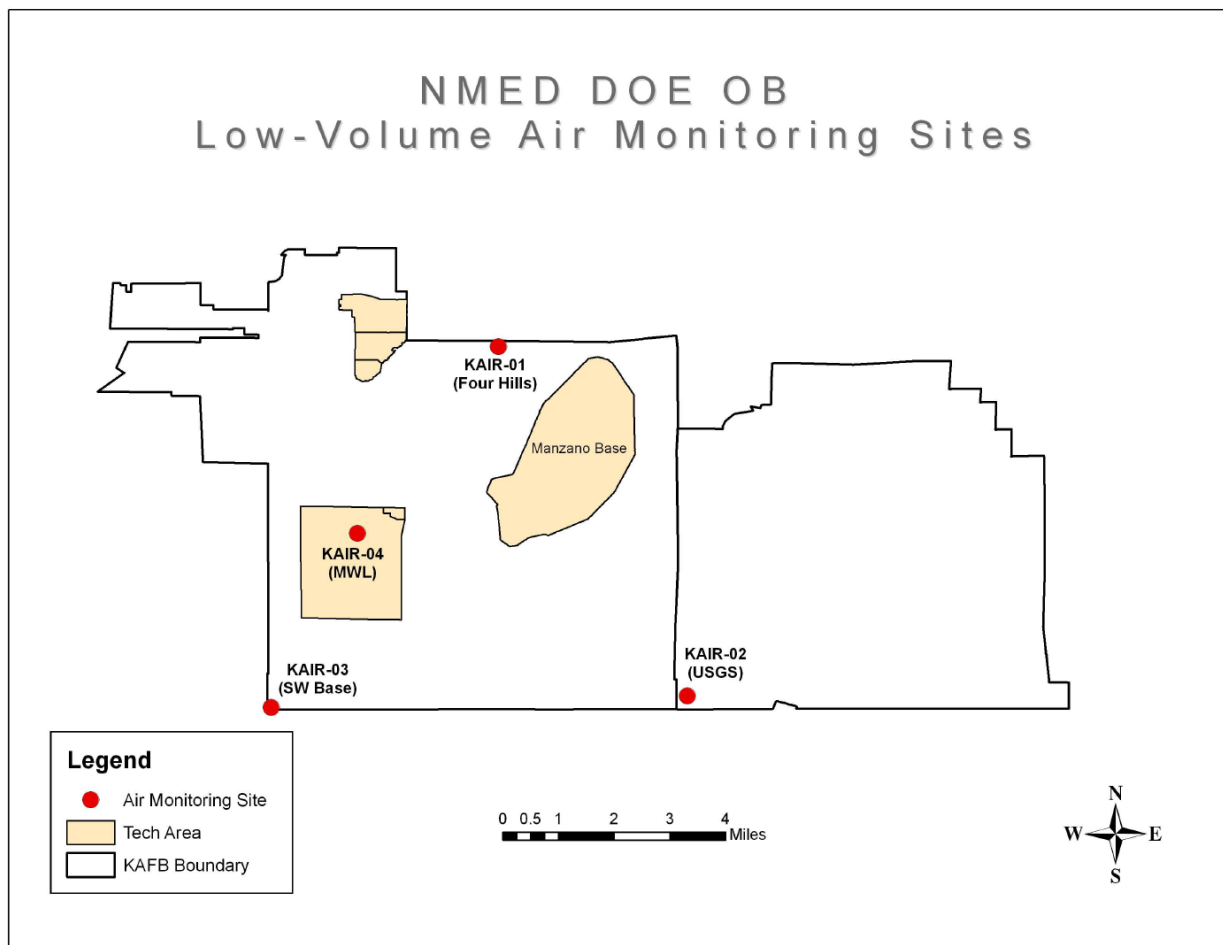 NMED DOE OB
Low-Volume Air Monitoring Sites
KAIR-01
(Four Hills)
Manzano Base
KAIR-04
(MWL)
KAIR-03
(SW Base)
KAIR-02
(USGS)
Legend
Air Monitoring Site
Tech Area
KAFB Boundary
0 0.5 1 2 3 4
Miles
N
W E
S